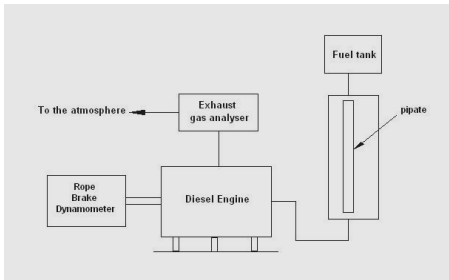 Fuel tank
To the atmosphere
Exhaust
gas analyser
pipate
Rope
Brake
Dynamometer
Diesel Engine